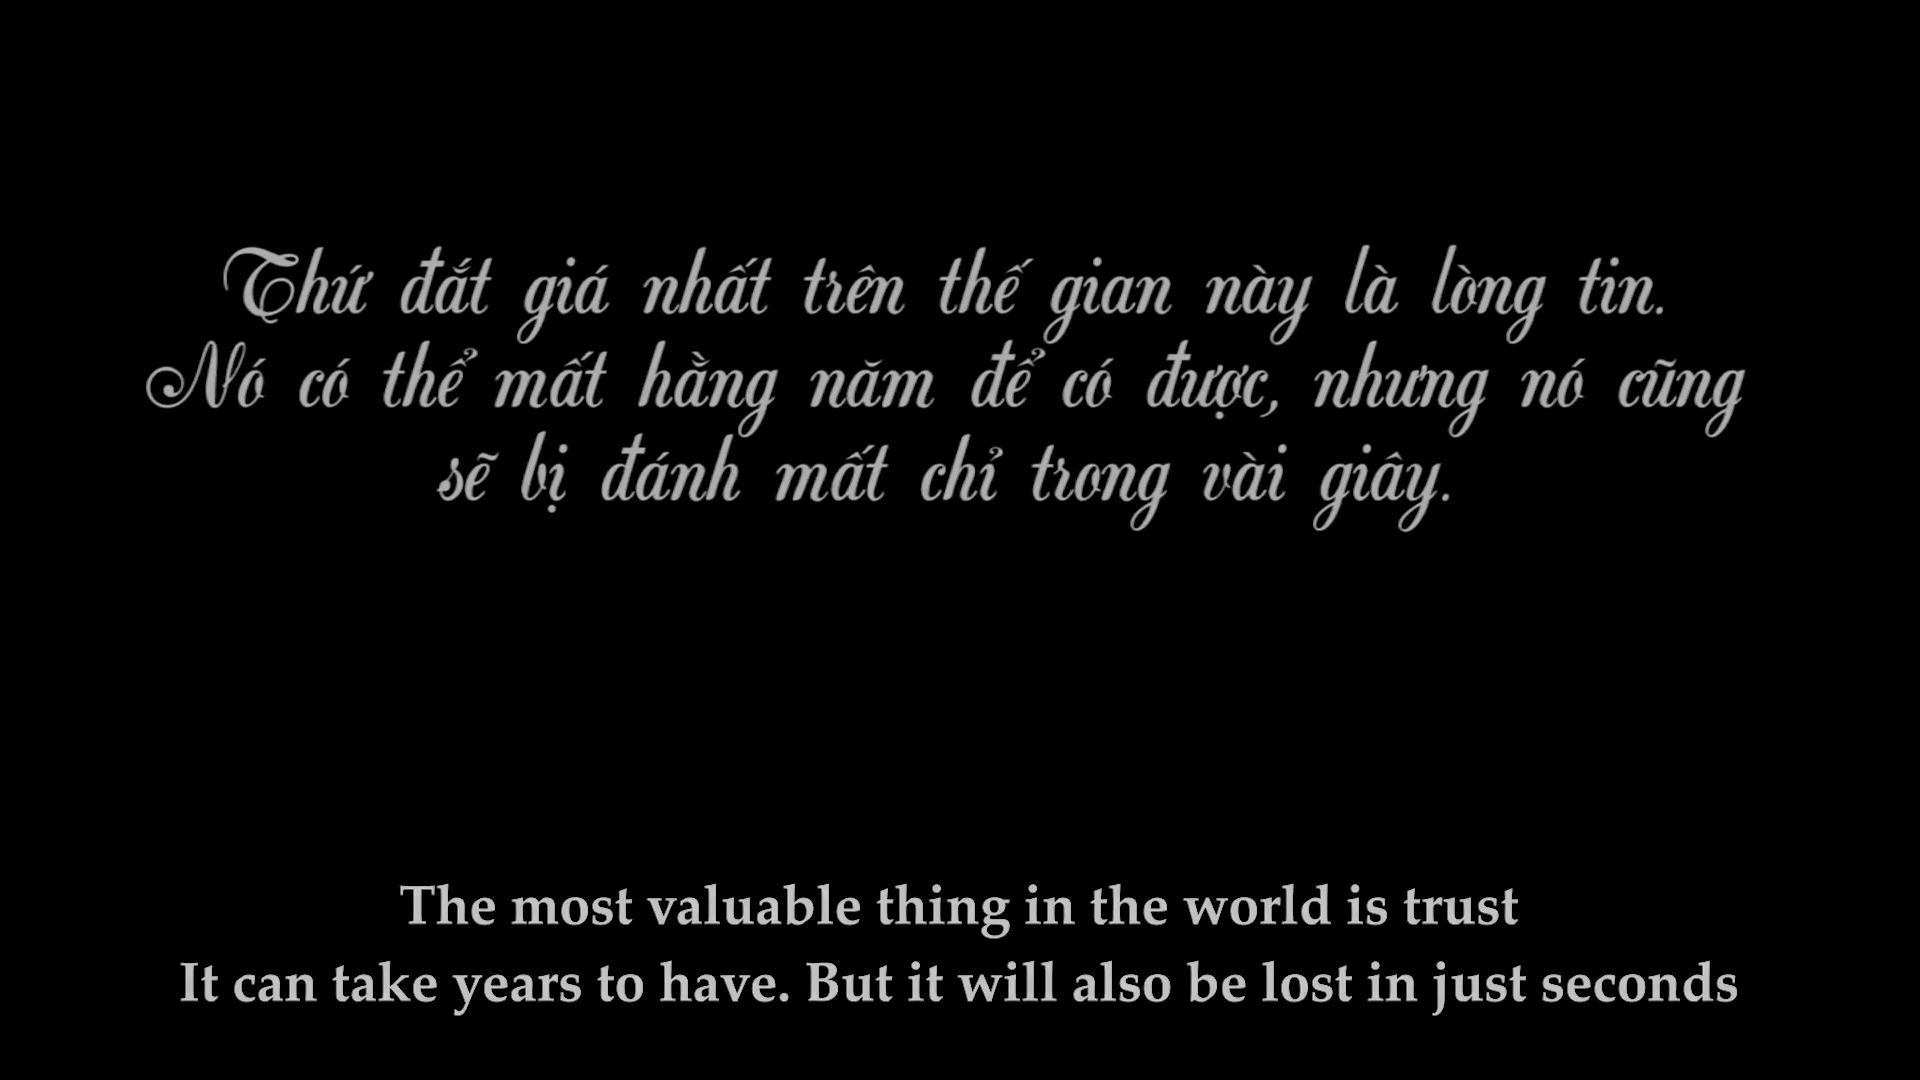 Thứ đắt giá nhất trên thế gian này là lòng tin.
Nó có thể mất hằng năm để có được, nhưng nó cũng
sẽ bị đánh mất chỉ trong vài giây.
The most valuable thing in the world is trust
It can take years to have. But it will also be lost in just seconds